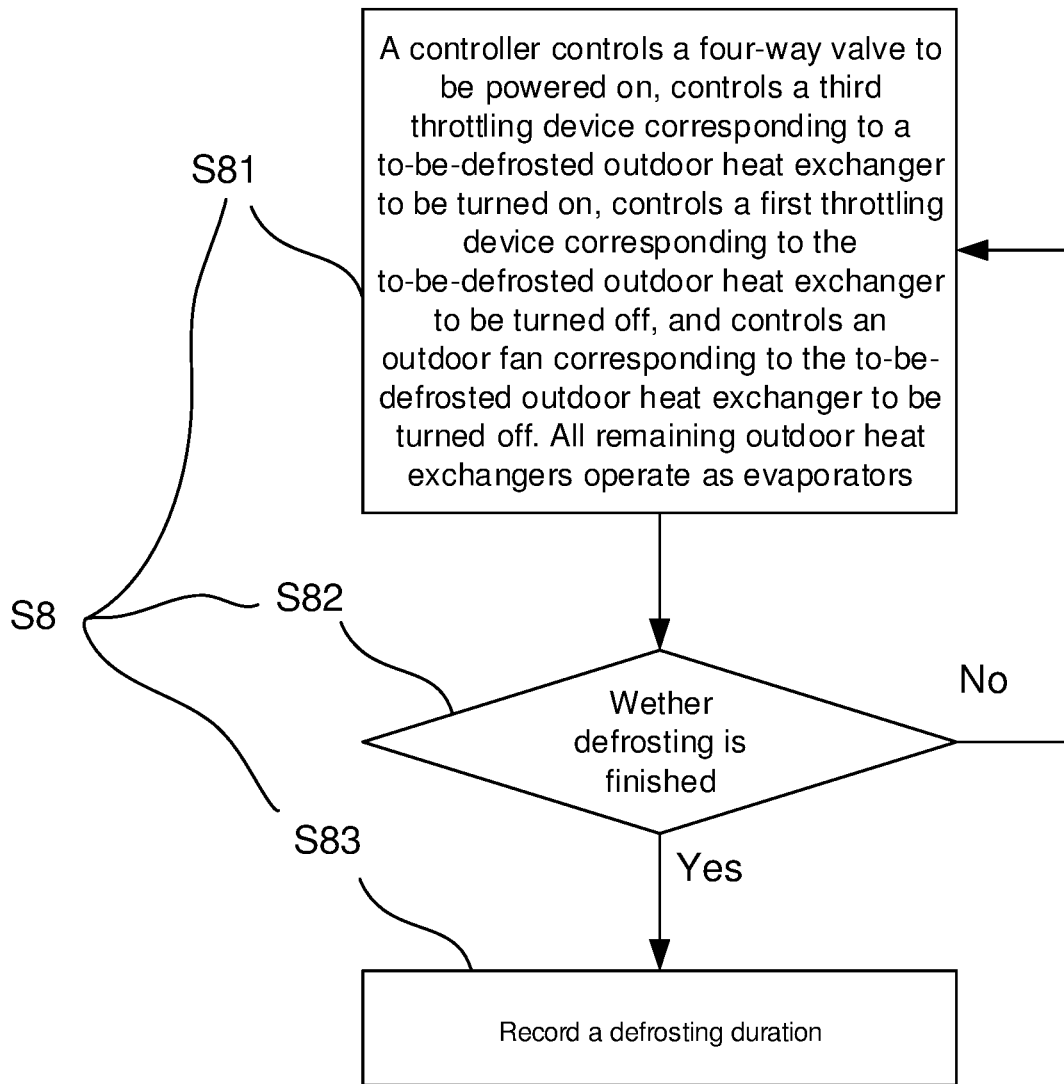 A controller controls a four-way valve to
be powered on, controls a third
throttling device corresponding to a
to-be-defrosted outdoor heat exchanger
to be turned on, controls a first throttling
device corresponding to the
to-be-defrosted outdoor heat exchanger
to be turned off, and controls an
outdoor fan corresponding to the to-be-
defrosted outdoor heat exchanger to be
turned off. All remaining outdoor heat
exchangers operate as evaporators
S81
S8
S82
No
Wether
defrosting is
finished
S83
Yes
Record a defrosting duration